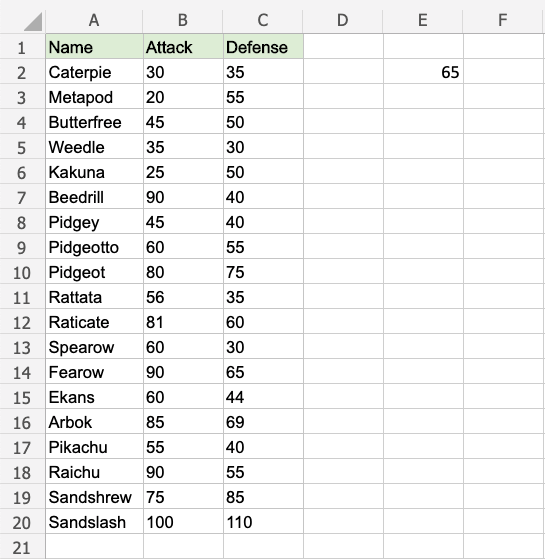 A B C D E F
1 Name Attack Defense
2 Caterpie 30 35 65
3 Metapod 20 55
4 Butterfree 45 50
5 Weedle 35 30
6 Kakuna 25 50
7 Beedrill 90 40
8 Pidgey 45 40
9 Pidgeotto 60 55
10 Pidgeot 80 75
11 Rattata 56 35
12 Raticate 81 60
13 Spearow 60 30
14 Fearow 90 65
15 Ekans 60 44
16 Arbok 85 69
17 Pikachu 55 40
18 Raichu 90 55
19 Sandshrew 75 85
20 Sandslash 100 110
21